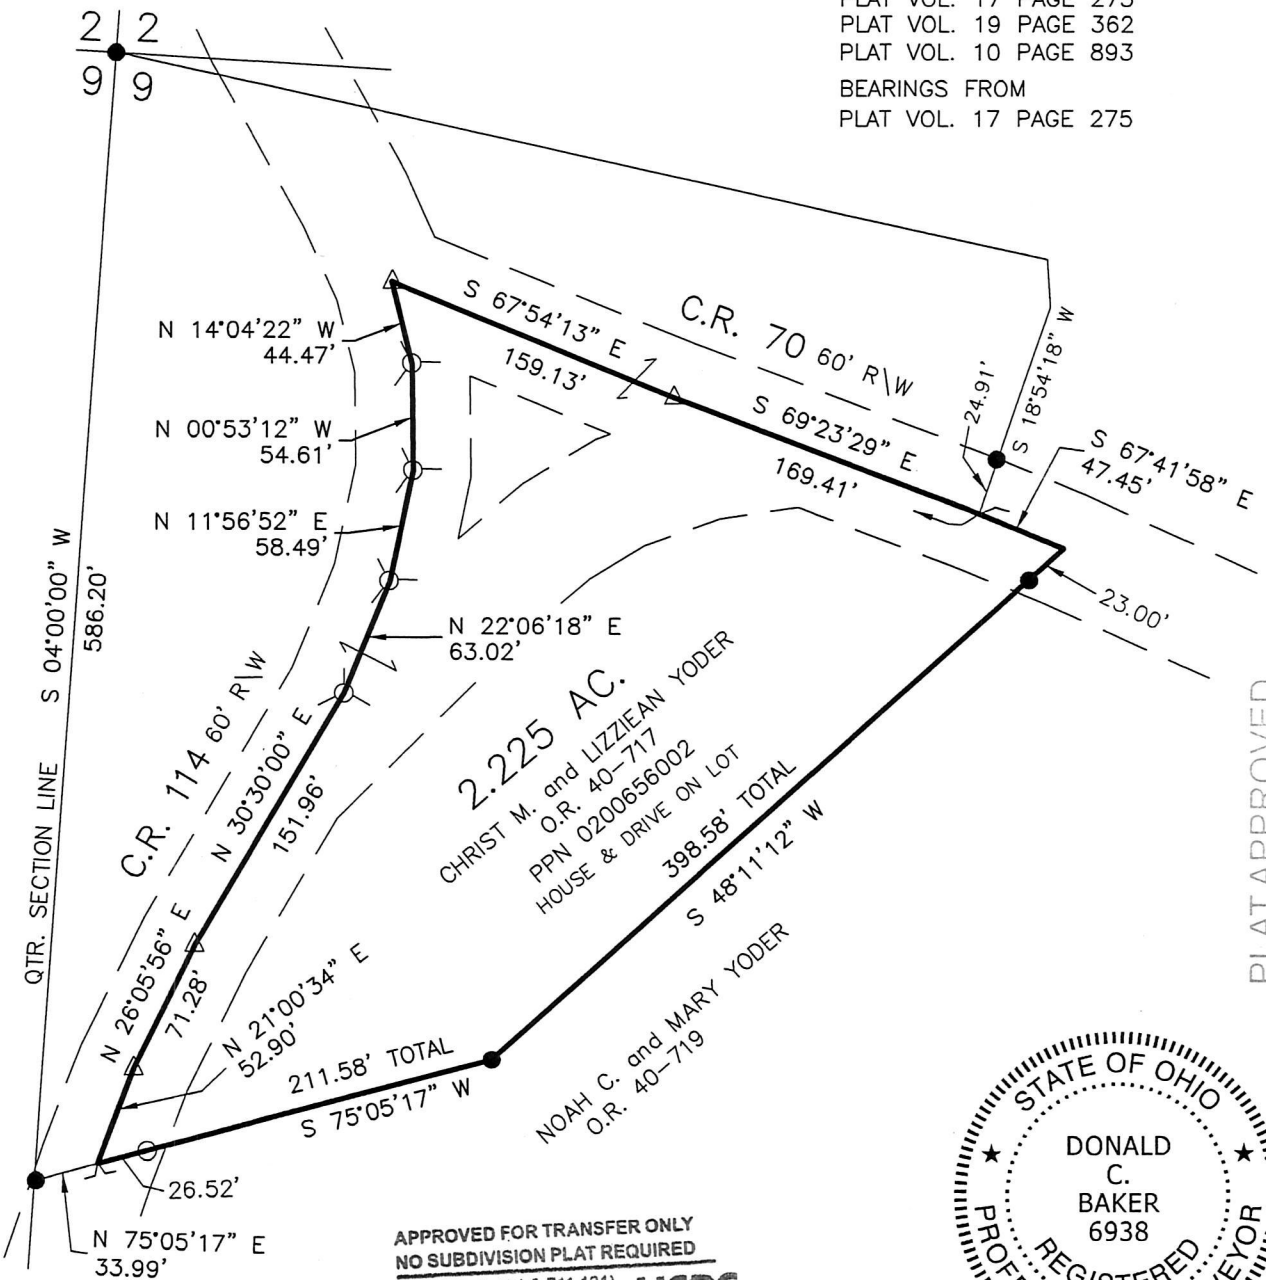 PLAT VOL. 17 PAGE 275
PLAT VOL. 19 PAGE 362
PLAT VOL. 10 PAGE 893
BEARINGS FROM
PLAT VOL. 17 PAGE 275
2 2
9 9
N 14°04'22" W
44.47'
N 00°53'12" W
54.61'
N 11°56'52" E
58.49'
N 22°06'18" E
63.02'
S 67°54'13" E
159.13'
C.R. 70 60' R\W
S 69°23'29" E
169.41'
24.91'
S 18°54'18" W
S 67°41'58" E
47.45'
23.00'
QTR. SECTION LINE S 04°00'00" W
586.20'
C.R. 114 60' R\W
N 30°30'00" E
151.96'
2.225 AC.
CHRIST M. and LIZZIEAN YODER
O.R. 40-717
PPN 0200656002
HOUSE & DRIVE ON LOT
398.58' TOTAL
S 48°11'12" W
NOAH C. and MARY YODER
O.R. 40-719
N 26°05'56" E
71.28'
N 21°00'34" E
52.90'
211.58' TOTAL
S 75°05'17" W
26.52'
N 75°05'17" E
33.99'
APPROVED FOR TRANSFER ONLY
NO SUBDIVISION PLAT REQUIRED
PLAT APPROVED
STATE OF OHIO
DONALD
C.
BAKER
6938
REGISTERED